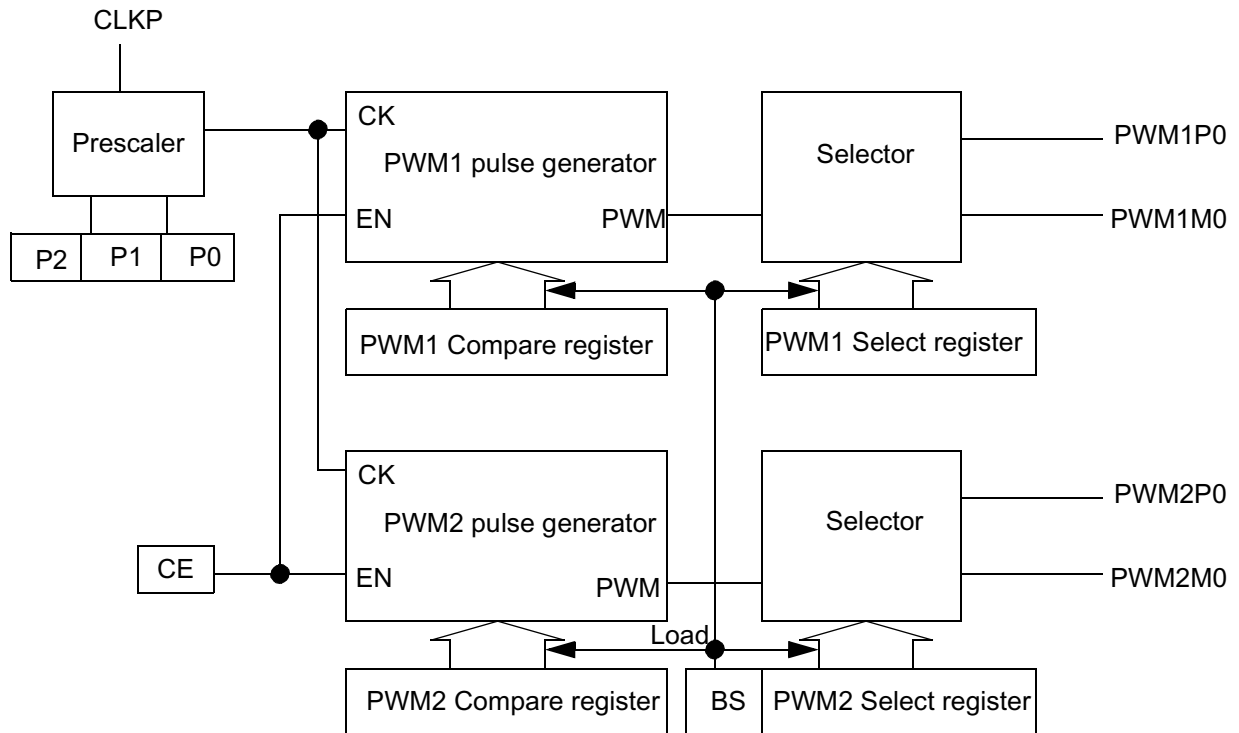 CLKP
Prescaler
P2 P1 P0
CK
PWM1 pulse generator
EN
PWM
Selector
PWM1P0
PWM1M0
PWM1 Compare register
PWM1 Select register
CK
PWM2 pulse generator
EN
PWM
Selector
PWM2P0
PWM2M0
CE
Load
PWM2 Compare register
BS
PWM2 Select register